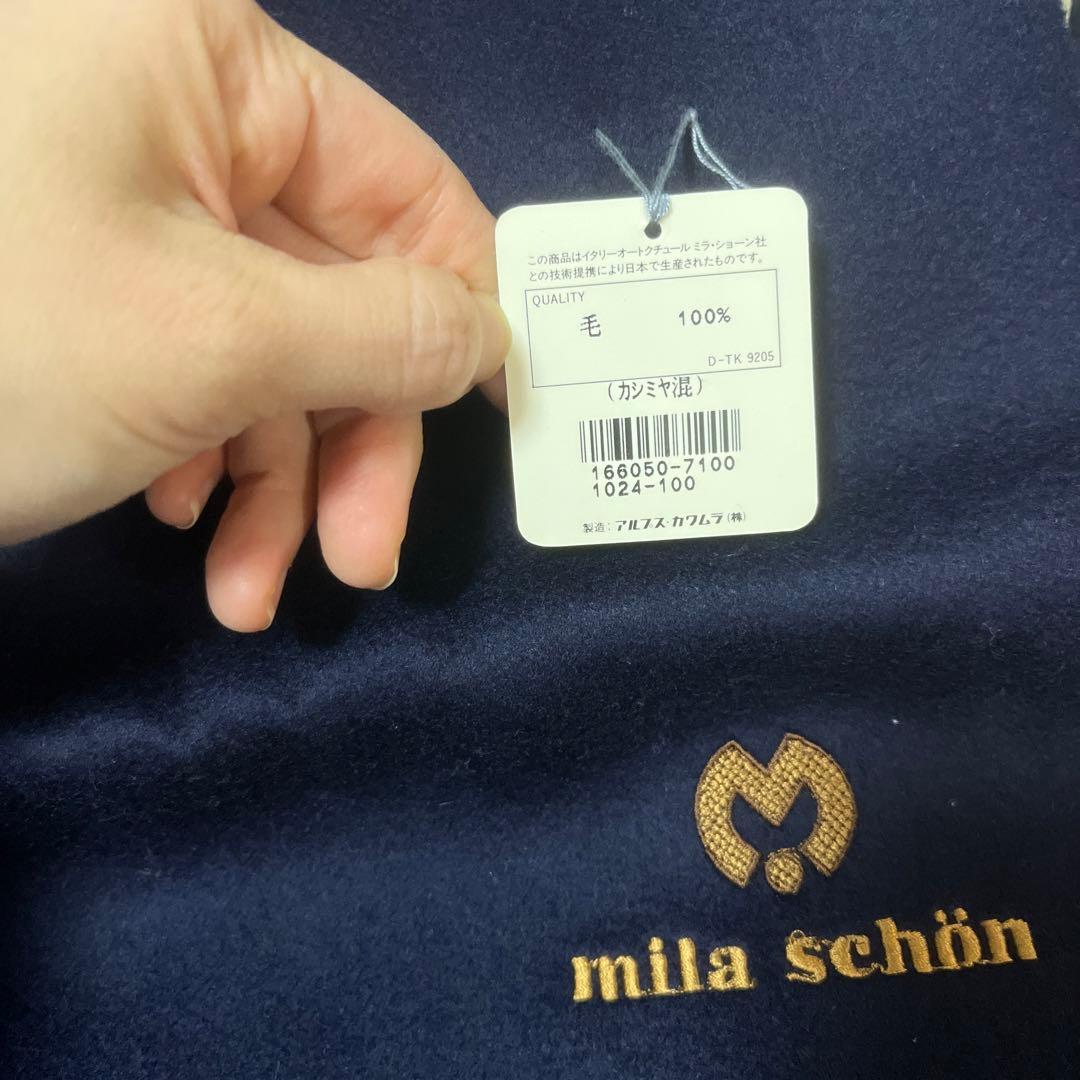 この商品はイタリーオートクチュール ミラ・ショーン社
との技術提携により日本で生産されたものです。
QUALITY
毛 100%
D-TK 9205
(カシミヤ混)
166050-7100
1024-100
製造: アルプス・カワムラ(株)
mila schön